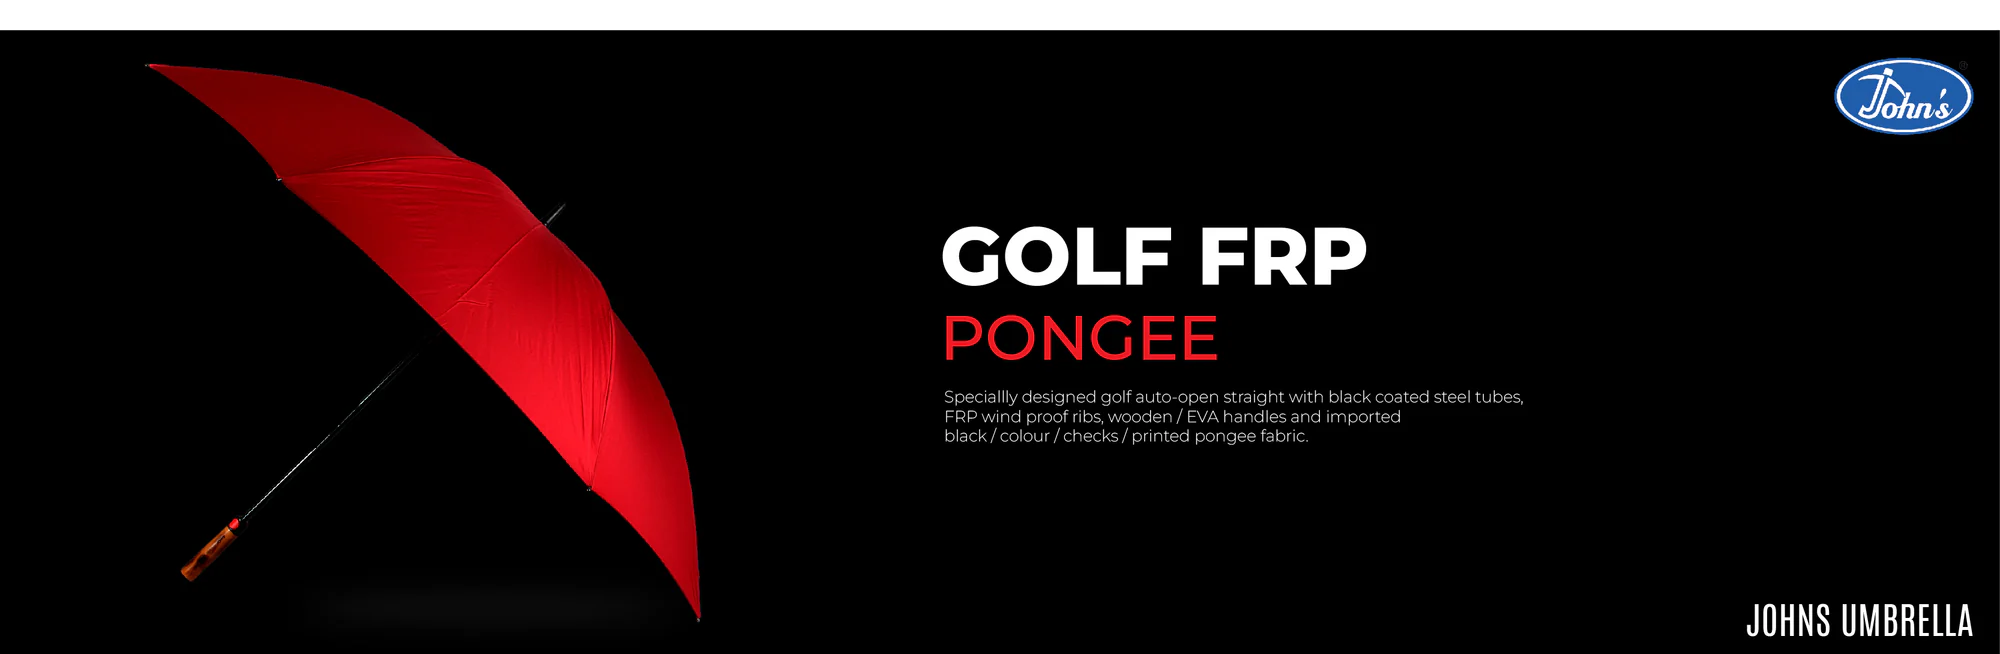 John's
®
GOLF FRP
PONGEE
Speciallly designed golf auto-open straight with black coated steel tubes,
FRP wind proof ribs, wooden / EVA handles and imported
black / colour / checks / printed pongee fabric.
JOHNS UMBRELLA